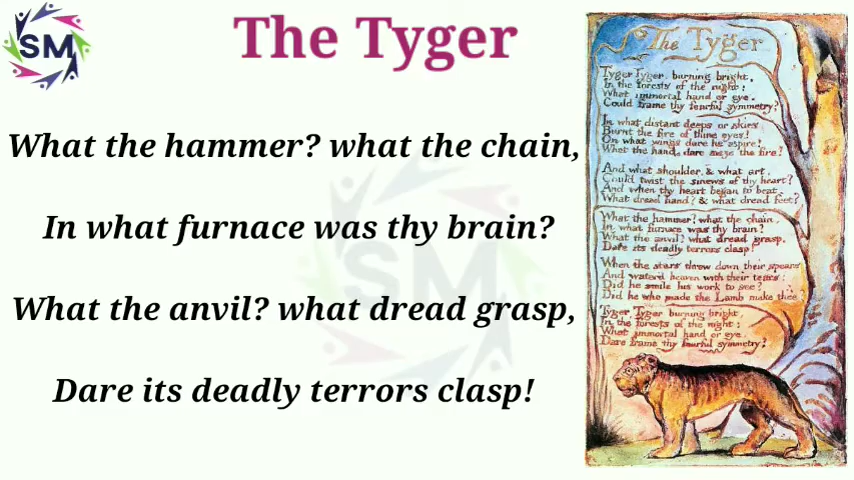 SM
The Tyger
What the hammer? what the chain,
In what furnace was thy brain?
What the anvil? what dread grasp,
Dare its deadly terrors clasp!
SM
The Tyger
Tyger Tyger, burning bright,
In the forests of the night:
What immortal hand or eye,
Could frame thy fearful symmetry?
In what distant deeps or skies
Burnt the fire of thine eyes?
On what wings dare he aspire?
What the hand, dare sieze the fire?
And what shoulder, & what art,
Could twist the sinews of thy heart?
And when thy heart began to beat,
What dread hand? & what dread feet?
What the hammer? what the chain,
In what furnace was thy brain?
What the anvil? what dread grasp,
Dare its deadly terrors clasp!
When the stars threw down their spears
And water'd heaven with their tears:
Did he smile his work to see?
Did he who made the Lamb make thee?
Tyger Tyger burning bright,
In the forests of the night:
What immortal hand or eye,
Dare frame thy fearful symmetry?